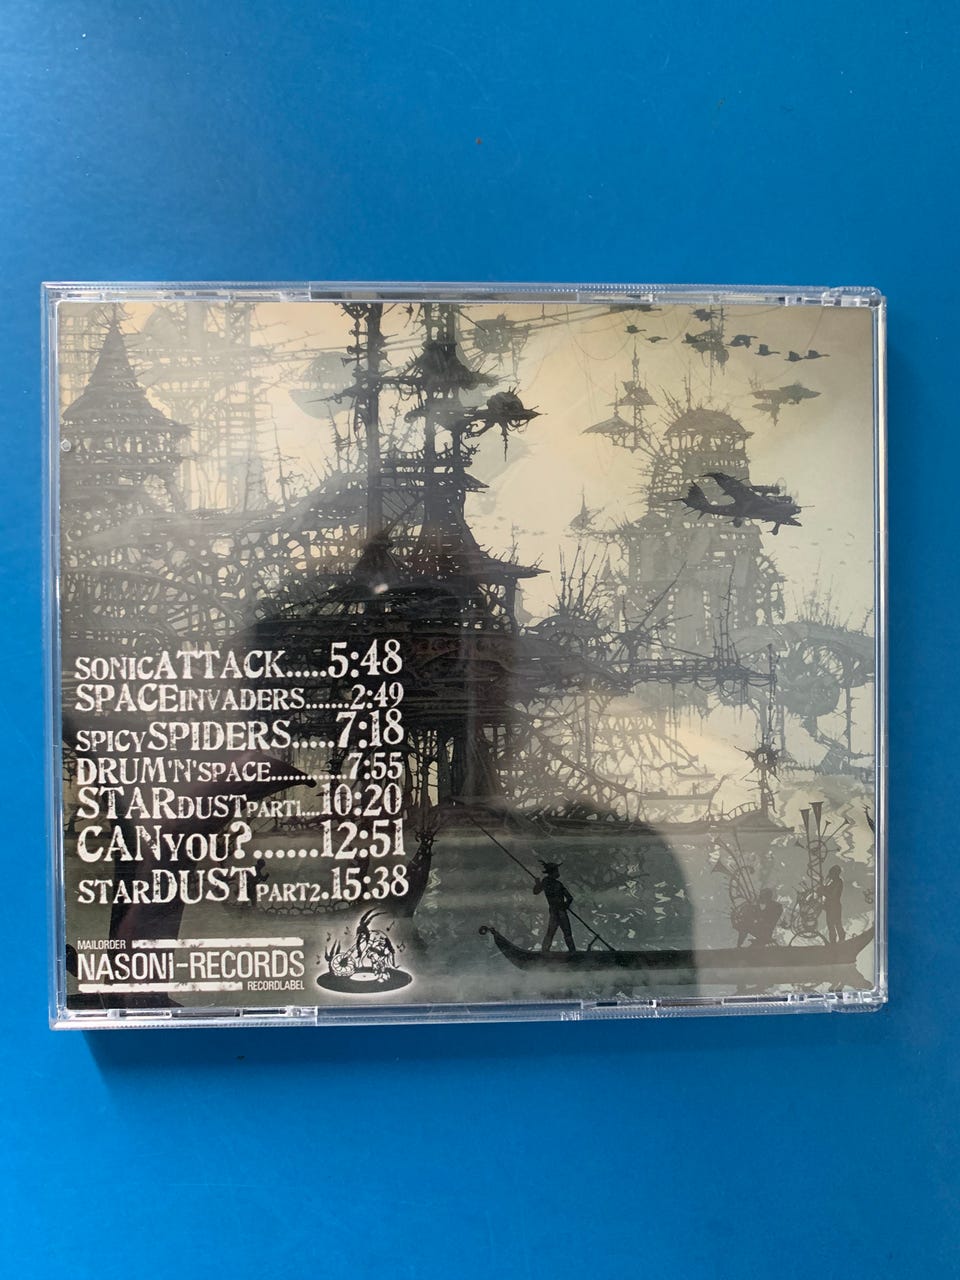 SONICATTACK.....5:48
SPACEINVADERS.......2:49
SPICYSPIDERS.....7:18
DRUM'N'SPACE............7:55
STARDUSTPART1....10:20
CANYOU?......12:51
STARDUSTPART2.15:38
MAILORDER
NASONI-RECORDS
RECORDLABEL